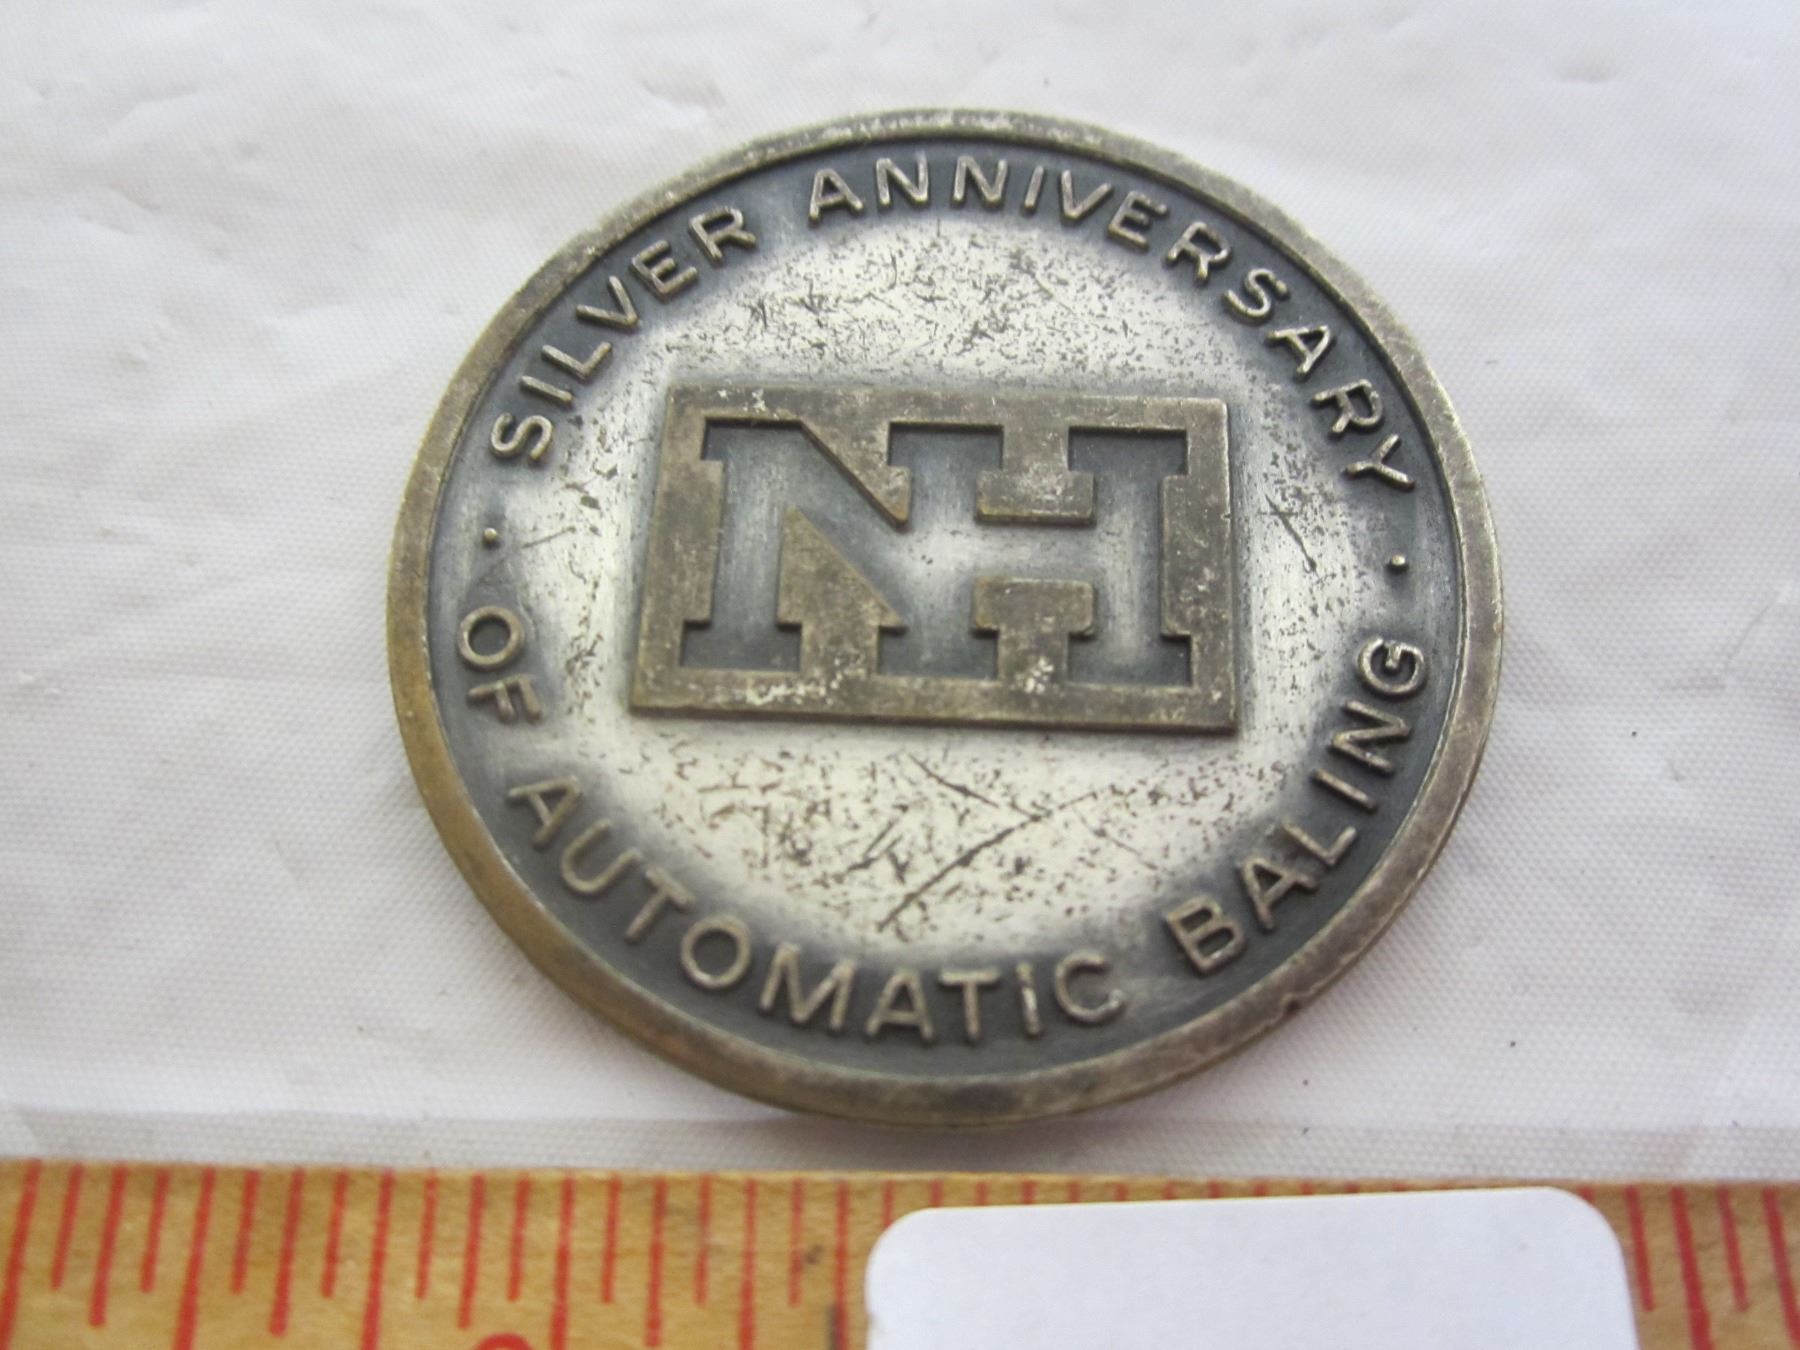 · SILVER ANNIVERSARY ·
NH
OF AUTOMATIC BALING